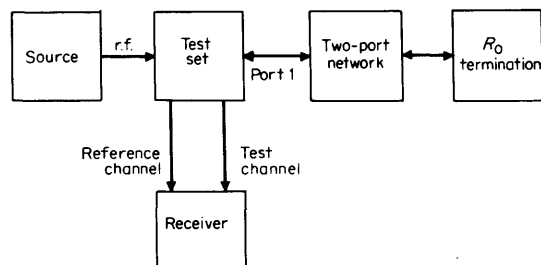 Source
r.f.
Test
set
Port 1
Two-port
network
R₀
termination
Reference
channel
Test
channel
Receiver